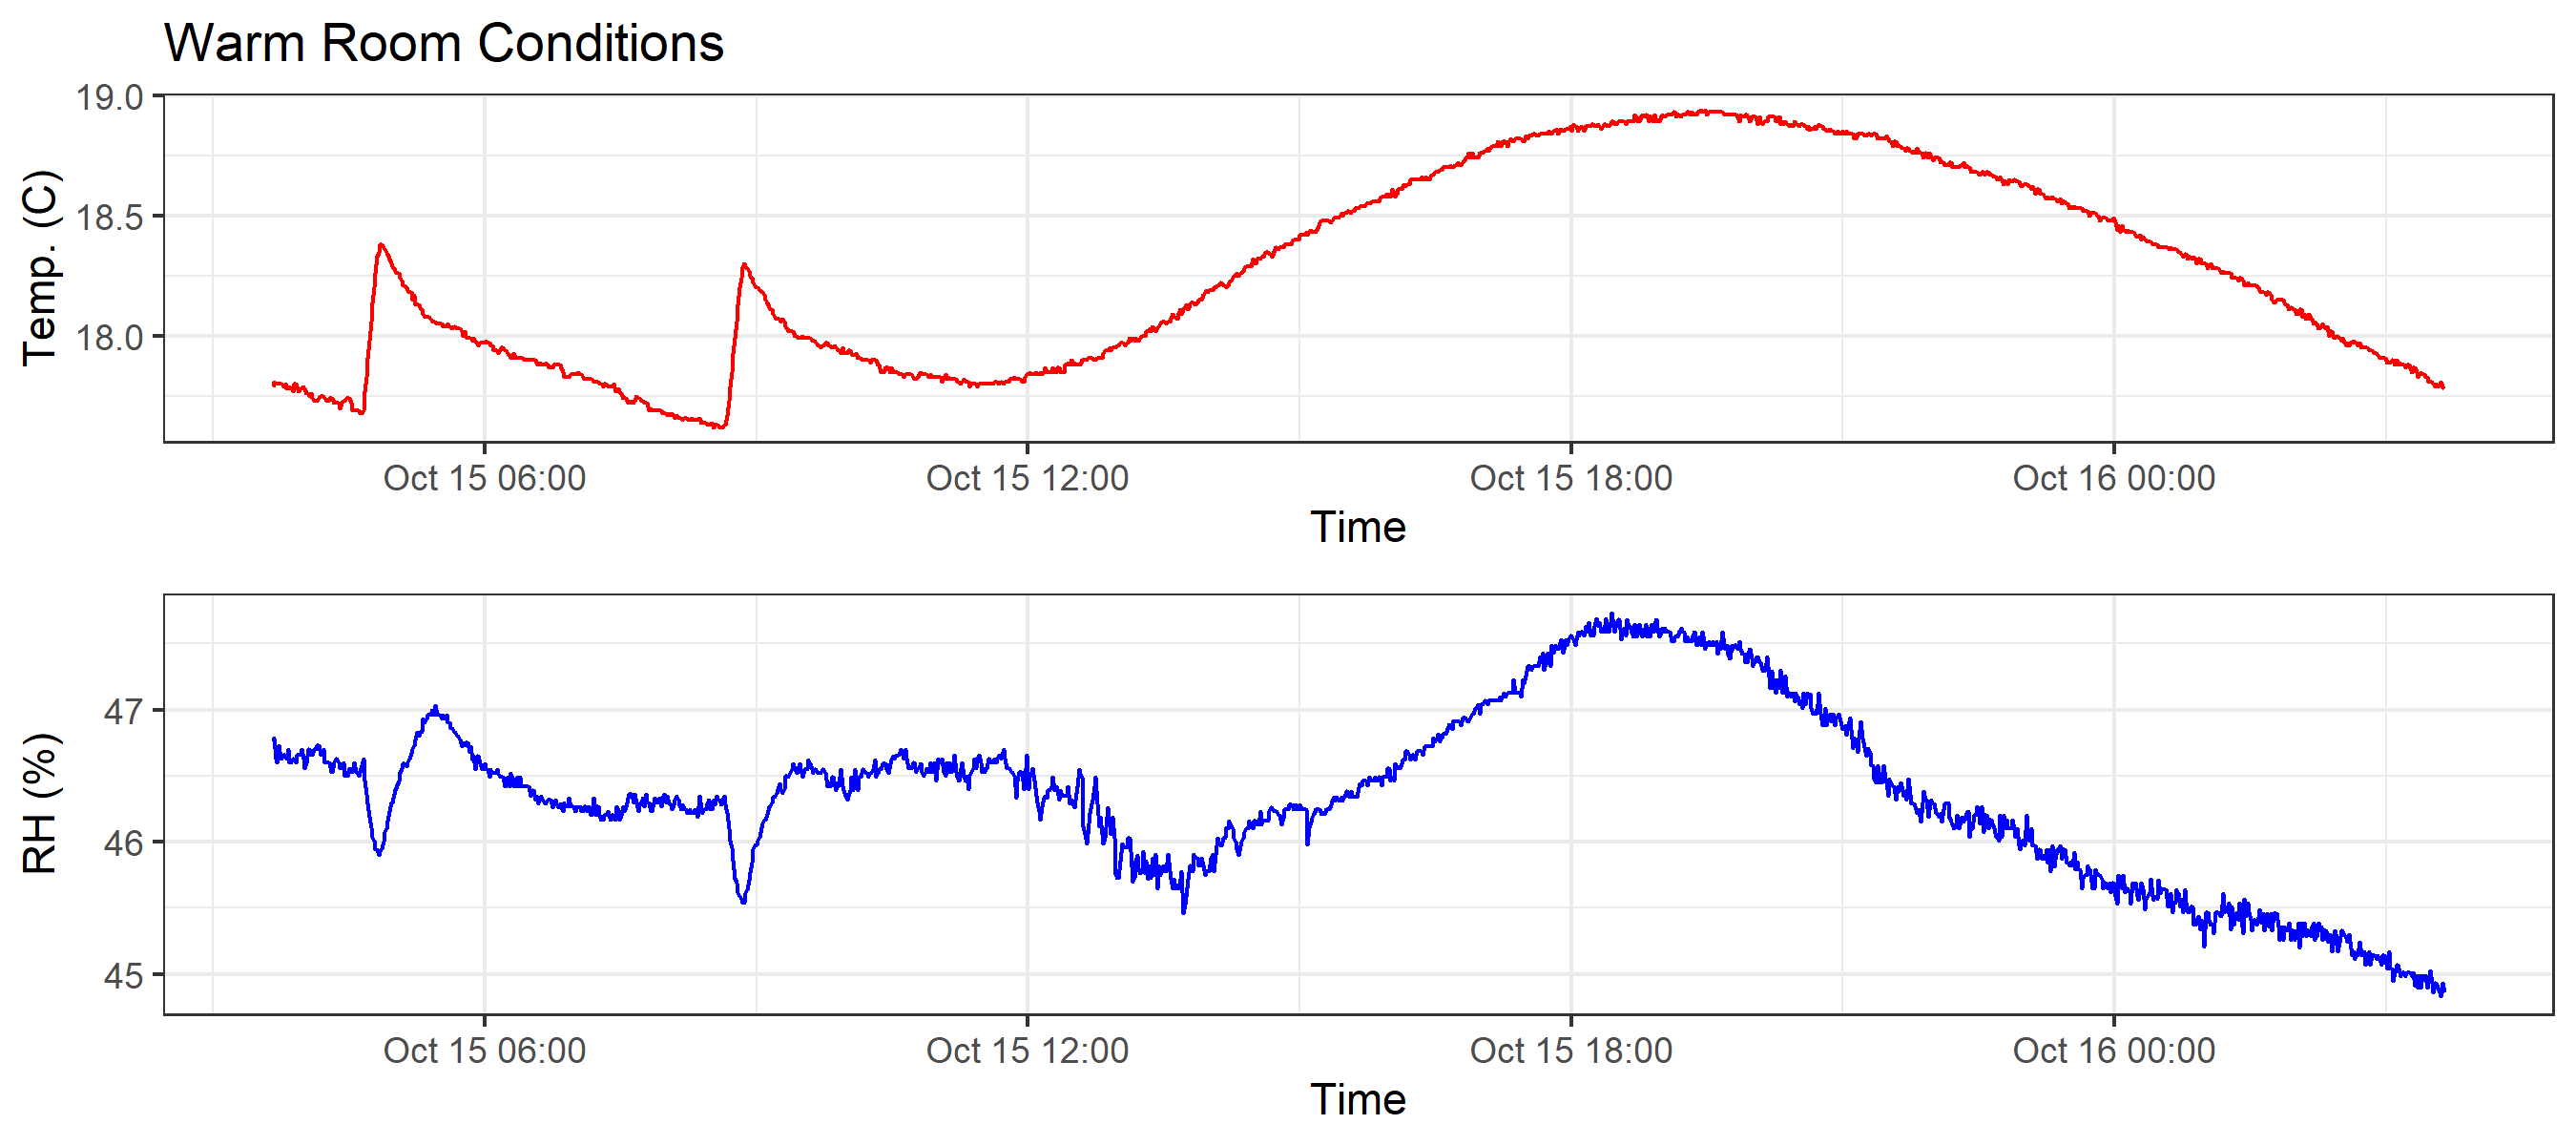 Warm Room Conditions
19.0
18.5
18.0
Temp. (C)
Oct 15 06:00 Oct 15 12:00 Oct 15 18:00 Oct 16 00:00
Time
47
46
45
RH (%)
Oct 15 06:00 Oct 15 12:00 Oct 15 18:00 Oct 16 00:00
Time